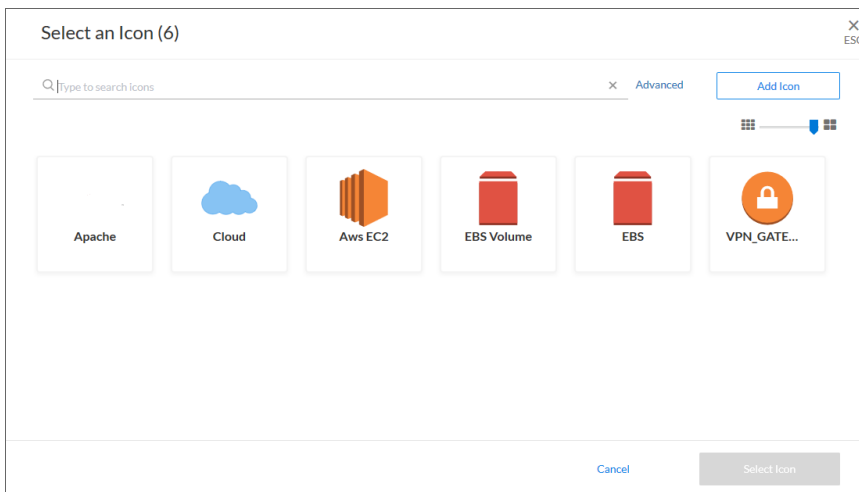 Select an Icon (6)
ESC
Type to search icons
Advanced
Add Icon
Apache
Cloud
Aws EC2
EBS Volume
EBS
VPN_GATE...
Cancel
Select Icon